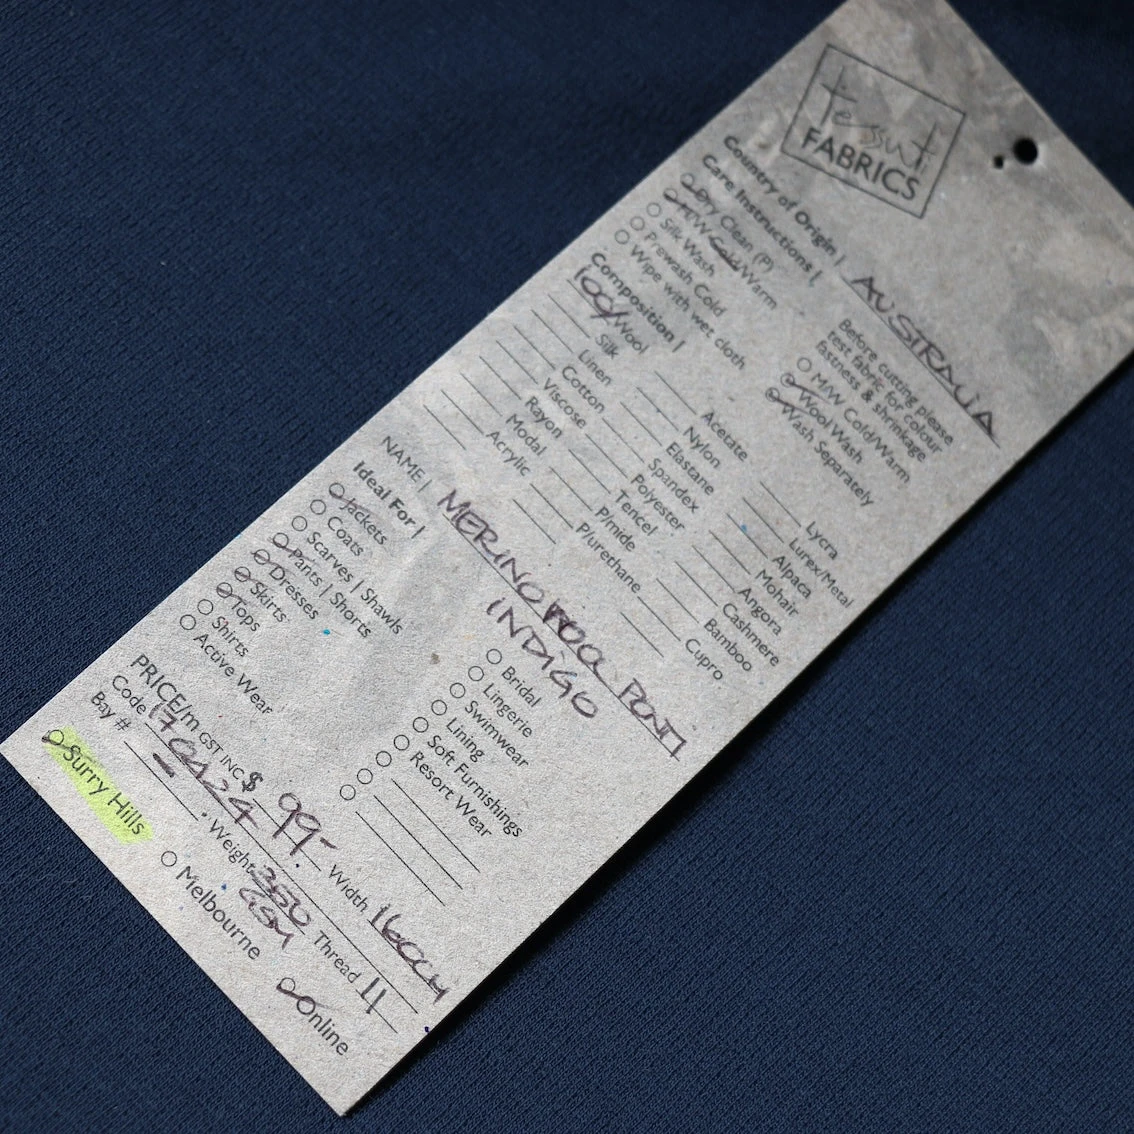 tessuti
FABRICS
Country of Origin | AUSTRALIA
Care Instructions |
Dry Clean (P)
H/W Cold/Warm
Silk Wash
Prewash Cold
Wipe with wet cloth
Before cutting please
test fabric for colour
fastness & shrinkage
M/W Cold/Warm
Wool Wash
Wash Separately
Composition |
100% Wool
Silk
Linen
Cotton
Viscose
Rayon
Modal
Acrylic
Acetate
Nylon
Elastane
Spandex
Polyester
Tencel
P/mide
P/urethane
Lycra
Lurex/Metal
Alpaca
Mohair
Angora
Cashmere
Bamboo
Cupro
NAME | MERINO WOOL PONTI
INDIGO
Ideal For |
Jackets
Coats
Scarves | Shawls
Pants | Shorts
Dresses
Skirts
Tops
Shirts
Active Wear
Bridal
Lingerie
Swimwear
Lining
Soft Furnishings
Resort Wear
PRICE/m GST INC $ 99- Width 160CM
Code 170424 Weight 350 GSM Thread 11
Bay # -
Surry Hills Melbourne Online